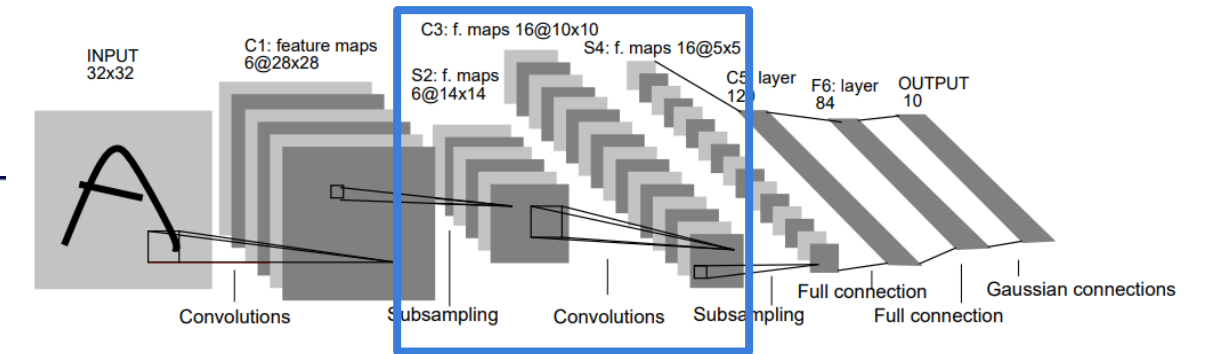 INPUT
32x32
C1: feature maps
6@28x28
S2: f. maps
6@14x14
C3: f. maps 16@10x10
S4: f. maps 16@5x5
C5: layer
120
F6: layer
84
OUTPUT
10
Convolutions
Subsampling
Convolutions
Subsampling
Full connection
Full connection
Gaussian connections